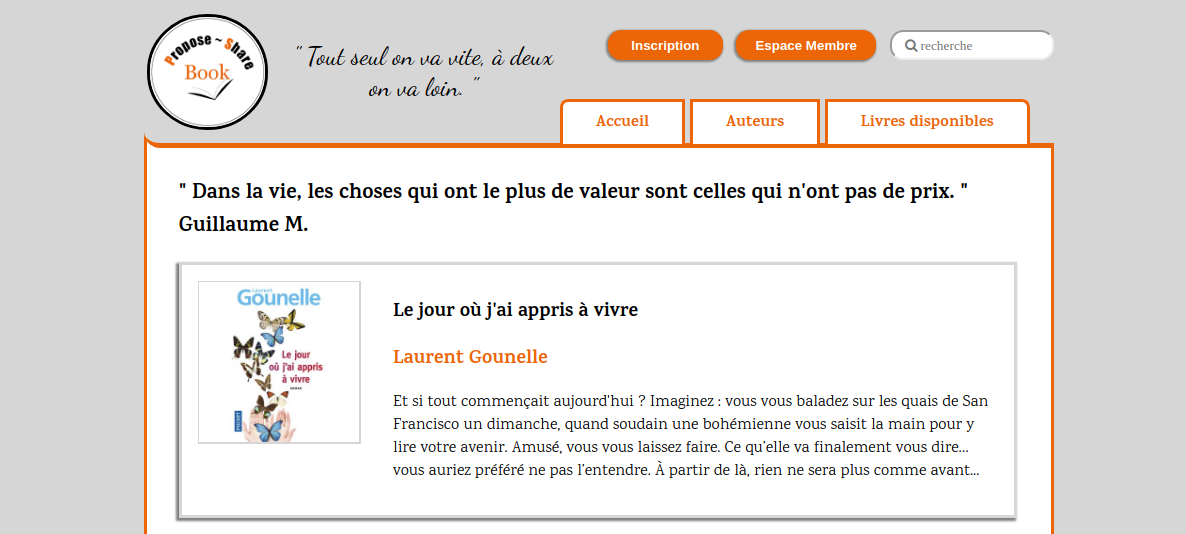 Propose ~ Share
Book
" Tout seul on va vite, à deux
on va loin. "
Inscription
Espace Membre
recherche
Accueil
Auteurs
Livres disponibles
" Dans la vie, les choses qui ont le plus de valeur sont celles qui n'ont pas de prix. "
Guillaume M.
Laurent
Gounelle
Le jour
où j'ai appris
à vivre
ROMAN
POCKET
Le jour où j'ai appris à vivre
Laurent Gounelle
Et si tout commençait aujourd'hui ? Imaginez : vous vous baladez sur les quais de San
Francisco un dimanche, quand soudain une bohémienne vous saisit la main pour y
lire votre avenir. Amusé, vous vous laissez faire. Ce qu'elle va finalement vous dire...
vous auriez préféré ne pas l'entendre. À partir de là, rien ne sera plus comme avant...